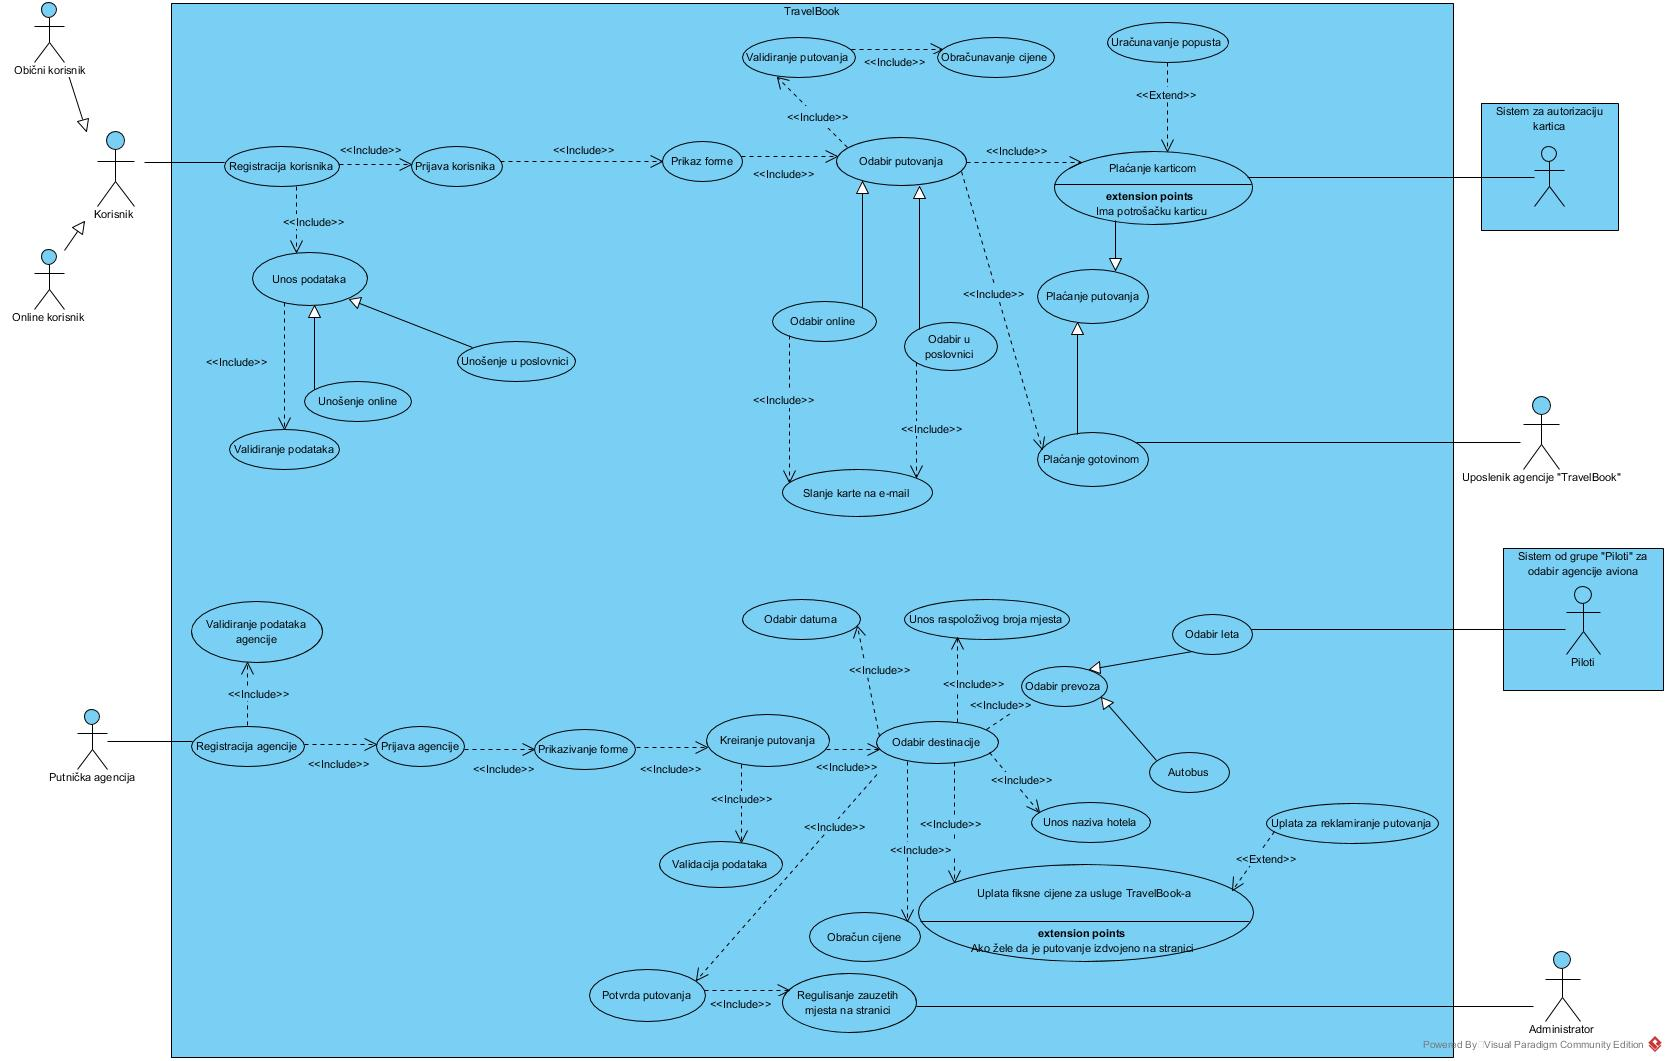 TravelBook
Obični korisnik
Korisnik
Online korisnik
Registracija korisnika
<<Include>>
Prijava korisnika
<<Include>>
Prikaz forme
<<Include>>
Odabir putovanja
<<Include>>
Validiranje putovanja
<<Include>>
Obračunavanje cijene
<<Include>>
Uračunavanje popusta
<<Extend>>
Plaćanje karticom
extension points
Ima potrošačku karticu
Sistem za autorizaciju
kartica
<<Include>>
Unos podataka
<<Include>>
Unošenje u poslovnici
Unošenje online
Validiranje podataka
Odabir online
Odabir u
poslovnici
<<Include>>
<<Include>>
Slanje karte na e-mail
<<Include>>
Plaćanje putovanja
Plaćanje gotovinom
Uposlenik agencije "TravelBook"
Sistem od grupe "Piloti" za
odabir agencije aviona
Piloti
Validiranje podataka
agencije
<<Include>>
Putnička agencija
Registracija agencije
<<Include>>
Prijava agencije
<<Include>>
Prikazivanje forme
<<Include>>
Kreiranje putovanja
<<Include>>
Odabir destinacije
<<Include>>
Validacija podataka
Odabir datuma
<<Include>>
Unos raspoloživog broja mjesta
<<Include>>
<<Include>>
Odabir prevoza
Odabir leta
Autobus
<<Include>>
Unos naziva hotela
<<Include>>
<<Include>>
<<Include>>
Uplata za reklamiranje putovanja
<<Extend>>
Uplata fiksne cijene za usluge TravelBook-a
extension points
Ako žele da je putovanje izdvojeno na stranici
Obračun cijene
Potvrda putovanja
<<Include>>
Regulisanje zauzetih
mjesta na stranici
Administrator
Powered By Visual Paradigm Community Edition